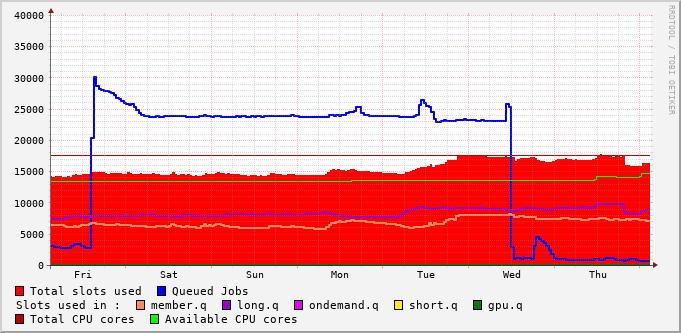 40000
35000
30000
25000
20000
15000
10000
5000
0
Fri Sat Sun Mon Tue Wed Thu
Total slots used Queued Jobs
Slots used in : member.q long.q ondemand.q short.q gpu.q
Total CPU cores Available CPU cores
RRDTOOL / TOBI OETIKER